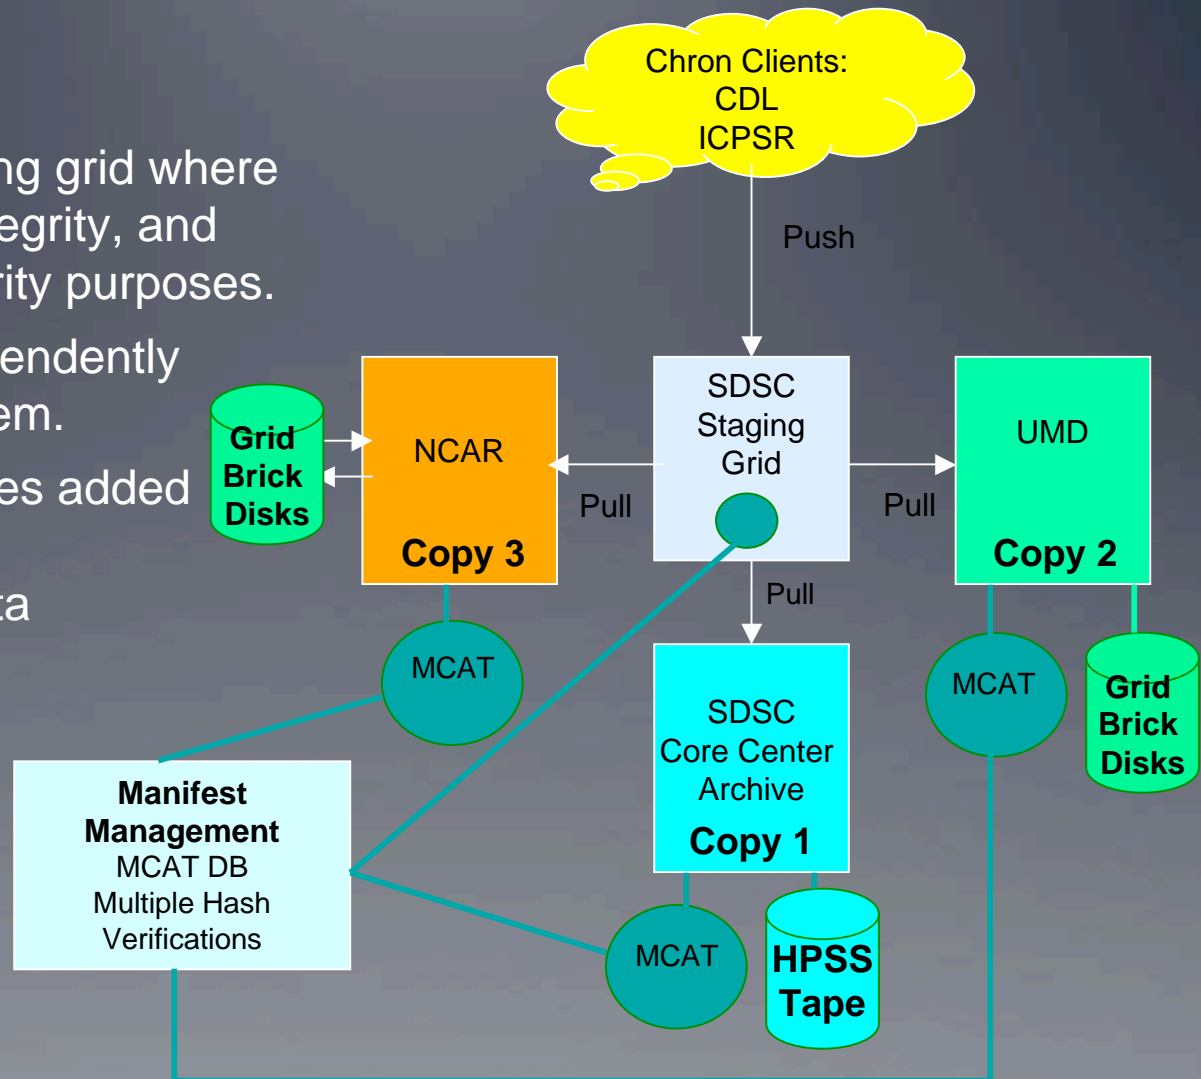 ng grid where
egrity, and
rity purposes.
endently
em.
es added
ta
Chron Clients:
CDL
ICPSR
Push
SDSC
Staging
Grid
NCAR
Copy 3
Grid
Brick
Disks
Pull
Pull
Pull
UMD
Copy 2
MCAT
MCAT
Grid
Brick
Disks
SDSC
Core Center
Archive
Copy 1
MCAT
HPSS
Tape
Manifest
Management
MCAT DB
Multiple Hash
Verifications